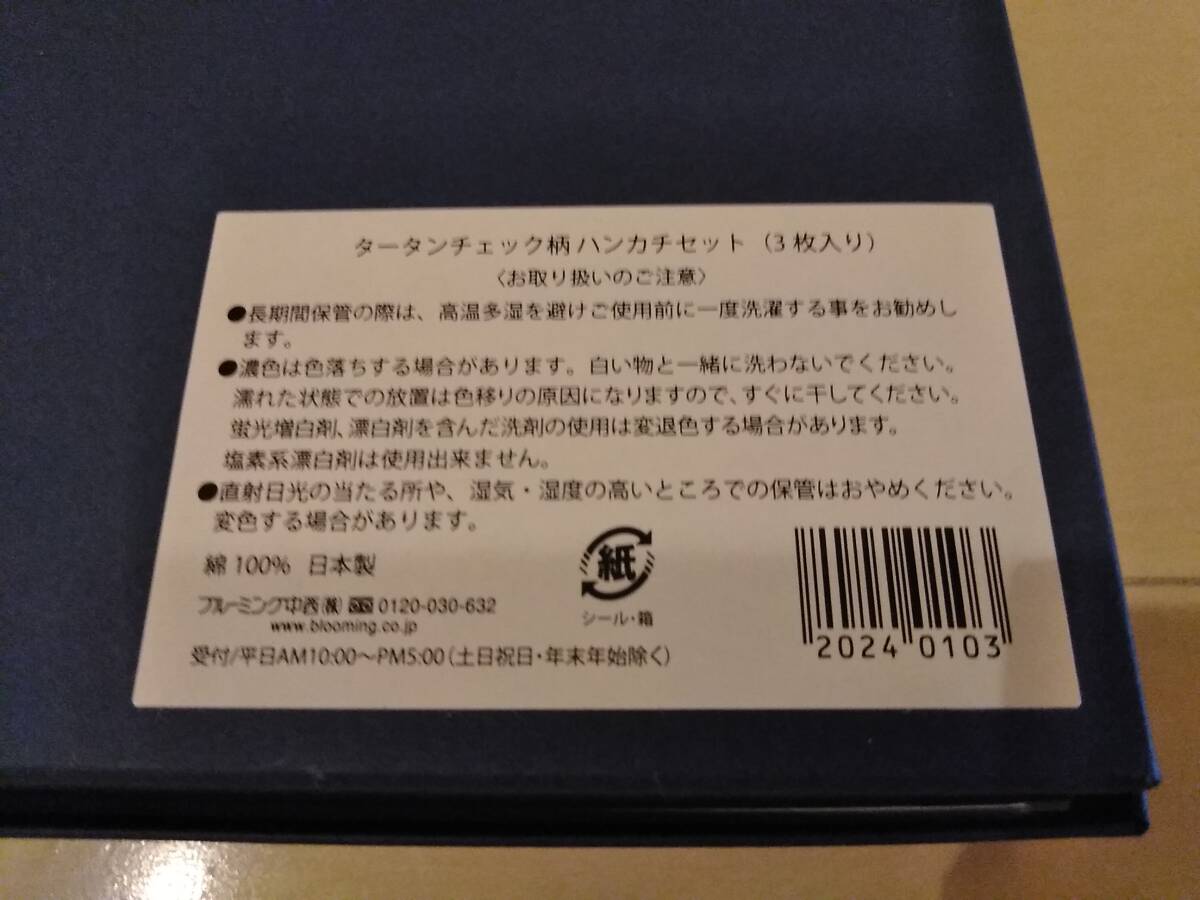 タータンチェック柄 ハンカチセット（3枚入り）
〈お取り扱いのご注意〉
●長期間保管の際は、高温多湿を避けご使用前に一度洗濯する事をお勧めし
ます。
●濃色は色落ちする場合があります。白い物と一緒に洗わないでください。
濡れた状態での放置は色移りの原因になりますので、すぐに干してください。
蛍光増白剤、漂白剤を含んだ洗剤の使用は変退色する場合があります。
塩素系漂白剤は使用出来ません。
●直射日光の当たる所や、湿気・湿度の高いところでの保管はおやめください。
変色する場合があります。
綿100% 日本製
ブルーミング中西(株) 0120-030-632
www.blooming.co.jp
受付/平日AM10:00～PM5:00(土日祝日・年末年始除く)
紙
シール・箱
2024 0103